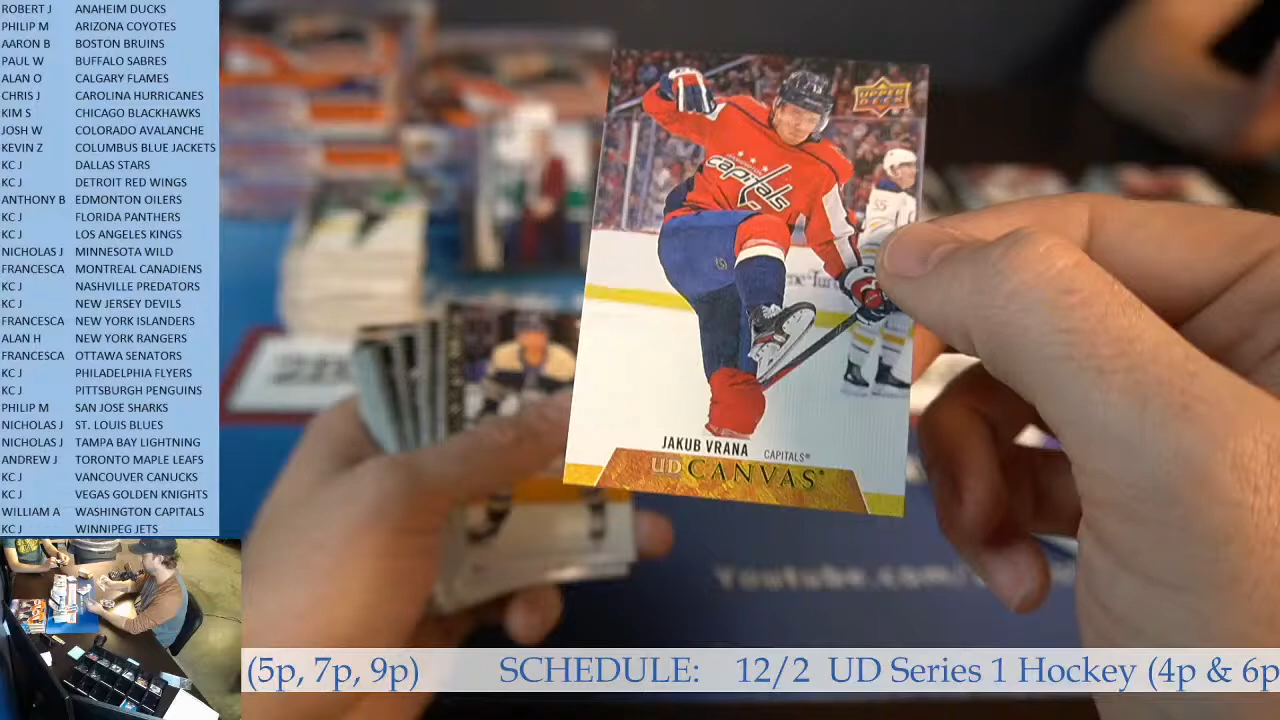 ROBERT J ANAHEIM DUCKS
PHILIP M ARIZONA COYOTES
AARON B BOSTON BRUINS
PAUL W BUFFALO SABRES
ALAN O CALGARY FLAMES
CHRIS J CAROLINA HURRICANES
KIM S CHICAGO BLACKHAWKS
JOSH W COLORADO AVALANCHE
KEVIN Z COLUMBUS BLUE JACKETS
KC J DALLAS STARS
KC J DETROIT RED WINGS
ANTHONY B EDMONTON OILERS
KC J FLORIDA PANTHERS
KC J LOS ANGELES KINGS
NICHOLAS J MINNESOTA WILD
FRANCESCA MONTREAL CANADIENS
KC J NASHVILLE PREDATORS
KC J NEW JERSEY DEVILS
FRANCESCA NEW YORK ISLANDERS
ALAN H NEW YORK RANGERS
FRANCESCA OTTAWA SENATORS
KC J PHILADELPHIA FLYERS
KC J PITTSBURGH PENGUINS
PHILIP M SAN JOSE SHARKS
NICHOLAS J ST. LOUIS BLUES
NICHOLAS J TAMPA BAY LIGHTNING
ANDREW J TORONTO MAPLE LEAFS
KC J VANCOUVER CANUCKS
KC J VEGAS GOLDEN KNIGHTS
WILLIAM A WASHINGTON CAPITALS
KC J WINNIPEG JETS
UPPER DECK
capitals
55
JAKUB VRANA CAPITALS®
UD CANVAS®
Youtube.com/
(5p, 7p, 9p) SCHEDULE: 12/2 UD Series 1 Hockey (4p & 6p